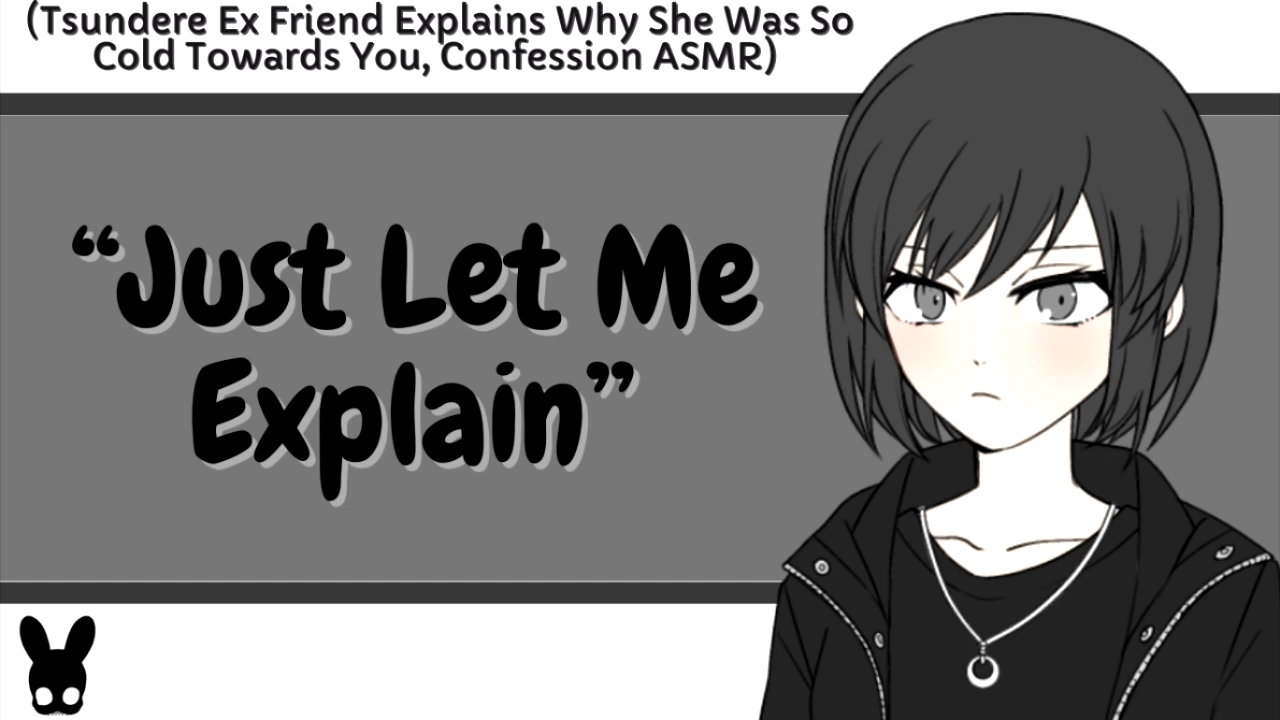 (Tsundere Ex Friend Explains Why She Was So
Cold Towards You, Confession ASMR)
“Just Let Me
Explain”